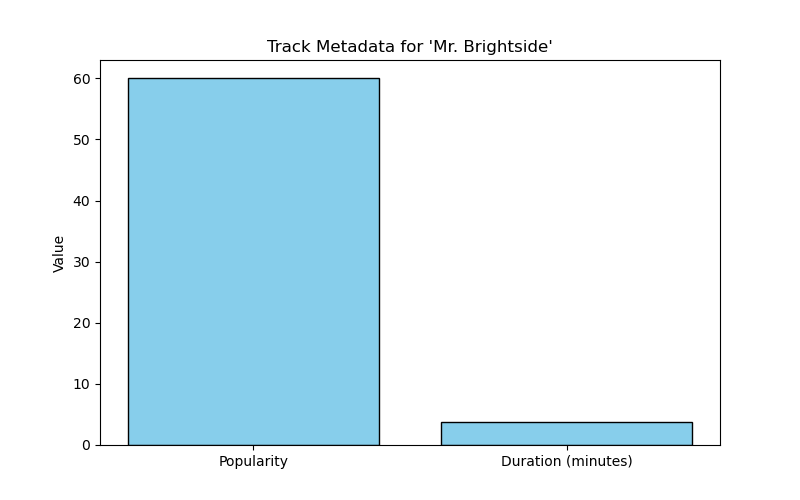 Track Metadata for 'Mr. Brightside'
60
50
40
30
20
10
0
Value
Popularity
Duration (minutes)